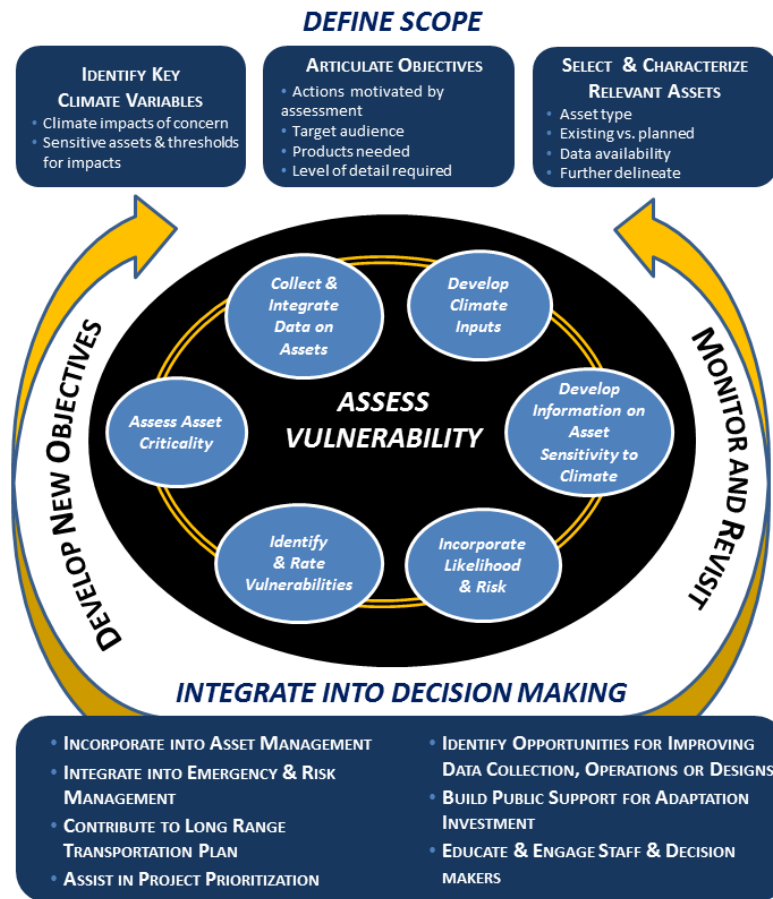 DEFINE SCOPE
IDENTIFY KEY
CLIMATE VARIABLES
• Climate impacts of concern
• Sensitive assets & thresholds
for impacts
ARTICULATE OBJECTIVES
• Actions motivated by
assessment
• Target audience
• Products needed
• Level of detail required
SELECT & CHARACTERIZE
RELEVANT ASSETS
• Asset type
• Existing vs. planned
• Data availability
• Further delineate
DEVELOP NEW OBJECTIVES
Collect &
Integrate
Data on
Assets
Develop
Climate
Inputs
Assess Asset
Criticality
ASSESS
VULNERABILITY
Develop
Information on
Asset
Sensitivity to
Climate
Identify
& Rate
Vulnerabilities
Incorporate
Likelihood
& Risk
MONITOR AND REVISIT
INTEGRATE INTO DECISION MAKING
• INCORPORATE INTO ASSET MANAGEMENT
• INTEGRATE INTO EMERGENCY & RISK
MANAGEMENT
• CONTRIBUTE TO LONG RANGE
TRANSPORTATION PLAN
• ASSIST IN PROJECT PRIORITIZATION
• IDENTIFY OPPORTUNITIES FOR IMPROVING
DATA COLLECTION, OPERATIONS OR DESIGNS
• BUILD PUBLIC SUPPORT FOR ADAPTATION
INVESTMENT
• EDUCATE & ENGAGE STAFF & DECISION
MAKERS